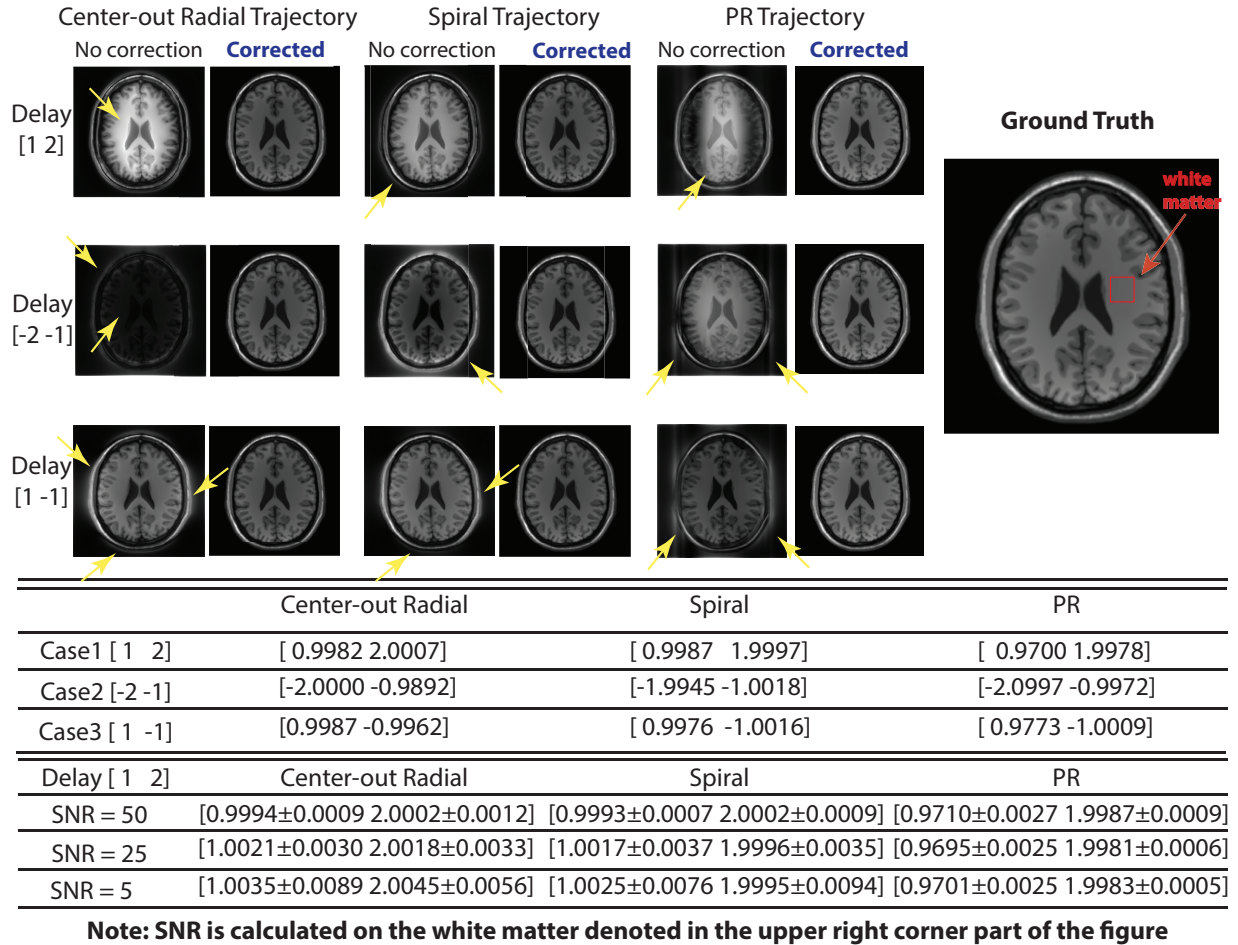 Center-out Radial Trajectory Spiral Trajectory PR Trajectory
No correction Corrected No correction Corrected No correction Corrected
Delay
[1 2]
Ground Truth
white
matter
Delay
[-2 -1]
Delay
[1 -1]
Center-out Radial Spiral PR
Case1 [ 1 2] [ 0.9982 2.0007] [ 0.9987 1.9997] [ 0.9700 1.9978]
Case2 [-2 -1] [-2.0000 -0.9892] [-1.9945 -1.0018] [-2.0997 -0.9972]
Case3 [ 1 -1] [0.9987 -0.9962] [ 0.9976 -1.0016] [ 0.9773 -1.0009]
Delay [ 1 2] Center-out Radial Spiral PR
SNR = 50 [0.9994±0.0009 2.0002±0.0012] [0.9993±0.0007 2.0002±0.0009] [0.9710±0.0027 1.9987±0.0009]
SNR = 25 [1.0021±0.0030 2.0018±0.0033] [1.0017±0.0037 1.9996±0.0035] [0.9695±0.0025 1.9981±0.0006]
SNR = 5 [1.0035±0.0089 2.0045±0.0056] [1.0025±0.0076 1.9995±0.0094] [0.9701±0.0025 1.9983±0.0005]
Note: SNR is calculated on the white matter denoted in the upper right corner part of the figure